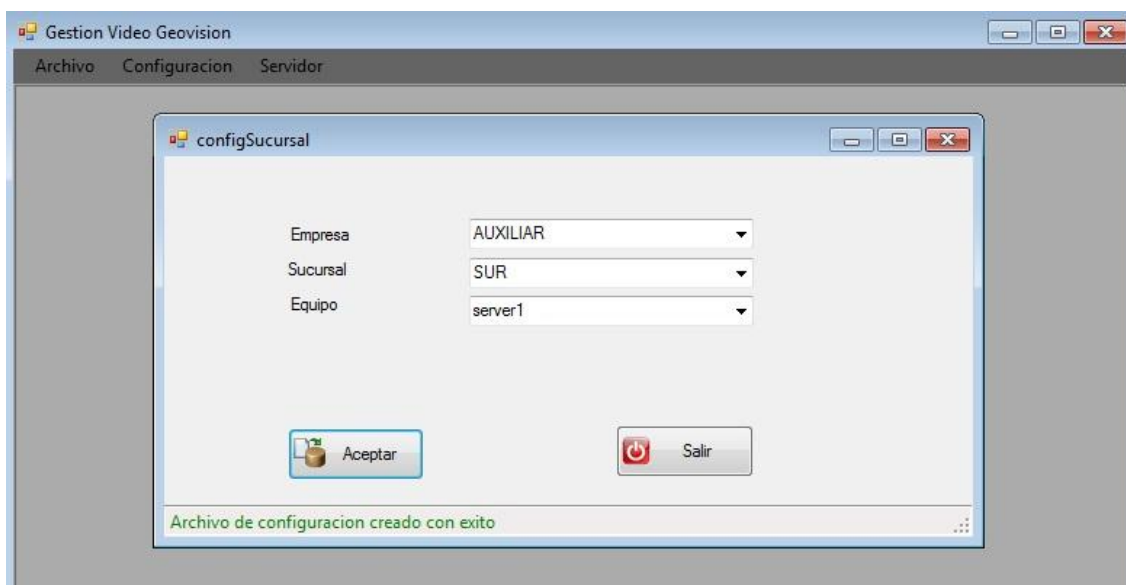 Gestion Video Geovision
Archivo Configuracion Servidor
configSucursal
Empresa AUXILIAR
Sucursal SUR
Equipo server1
Aceptar Salir
Archivo de configuracion creado con exito